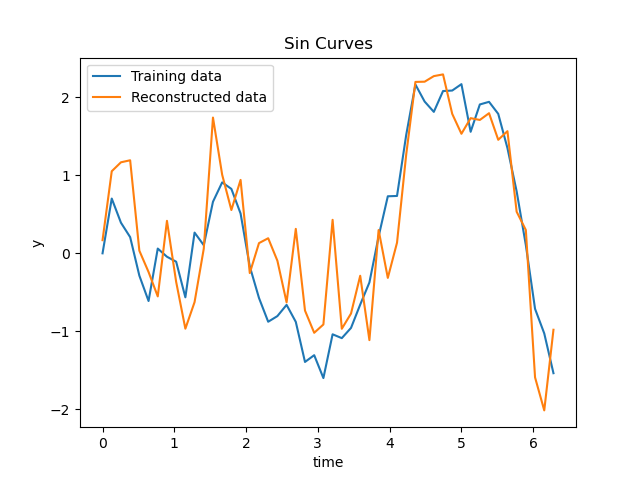 Sin Curves
Training data
Reconstructed data
2
1
0
−1
−2
y
0 1 2 3 4 5 6
time